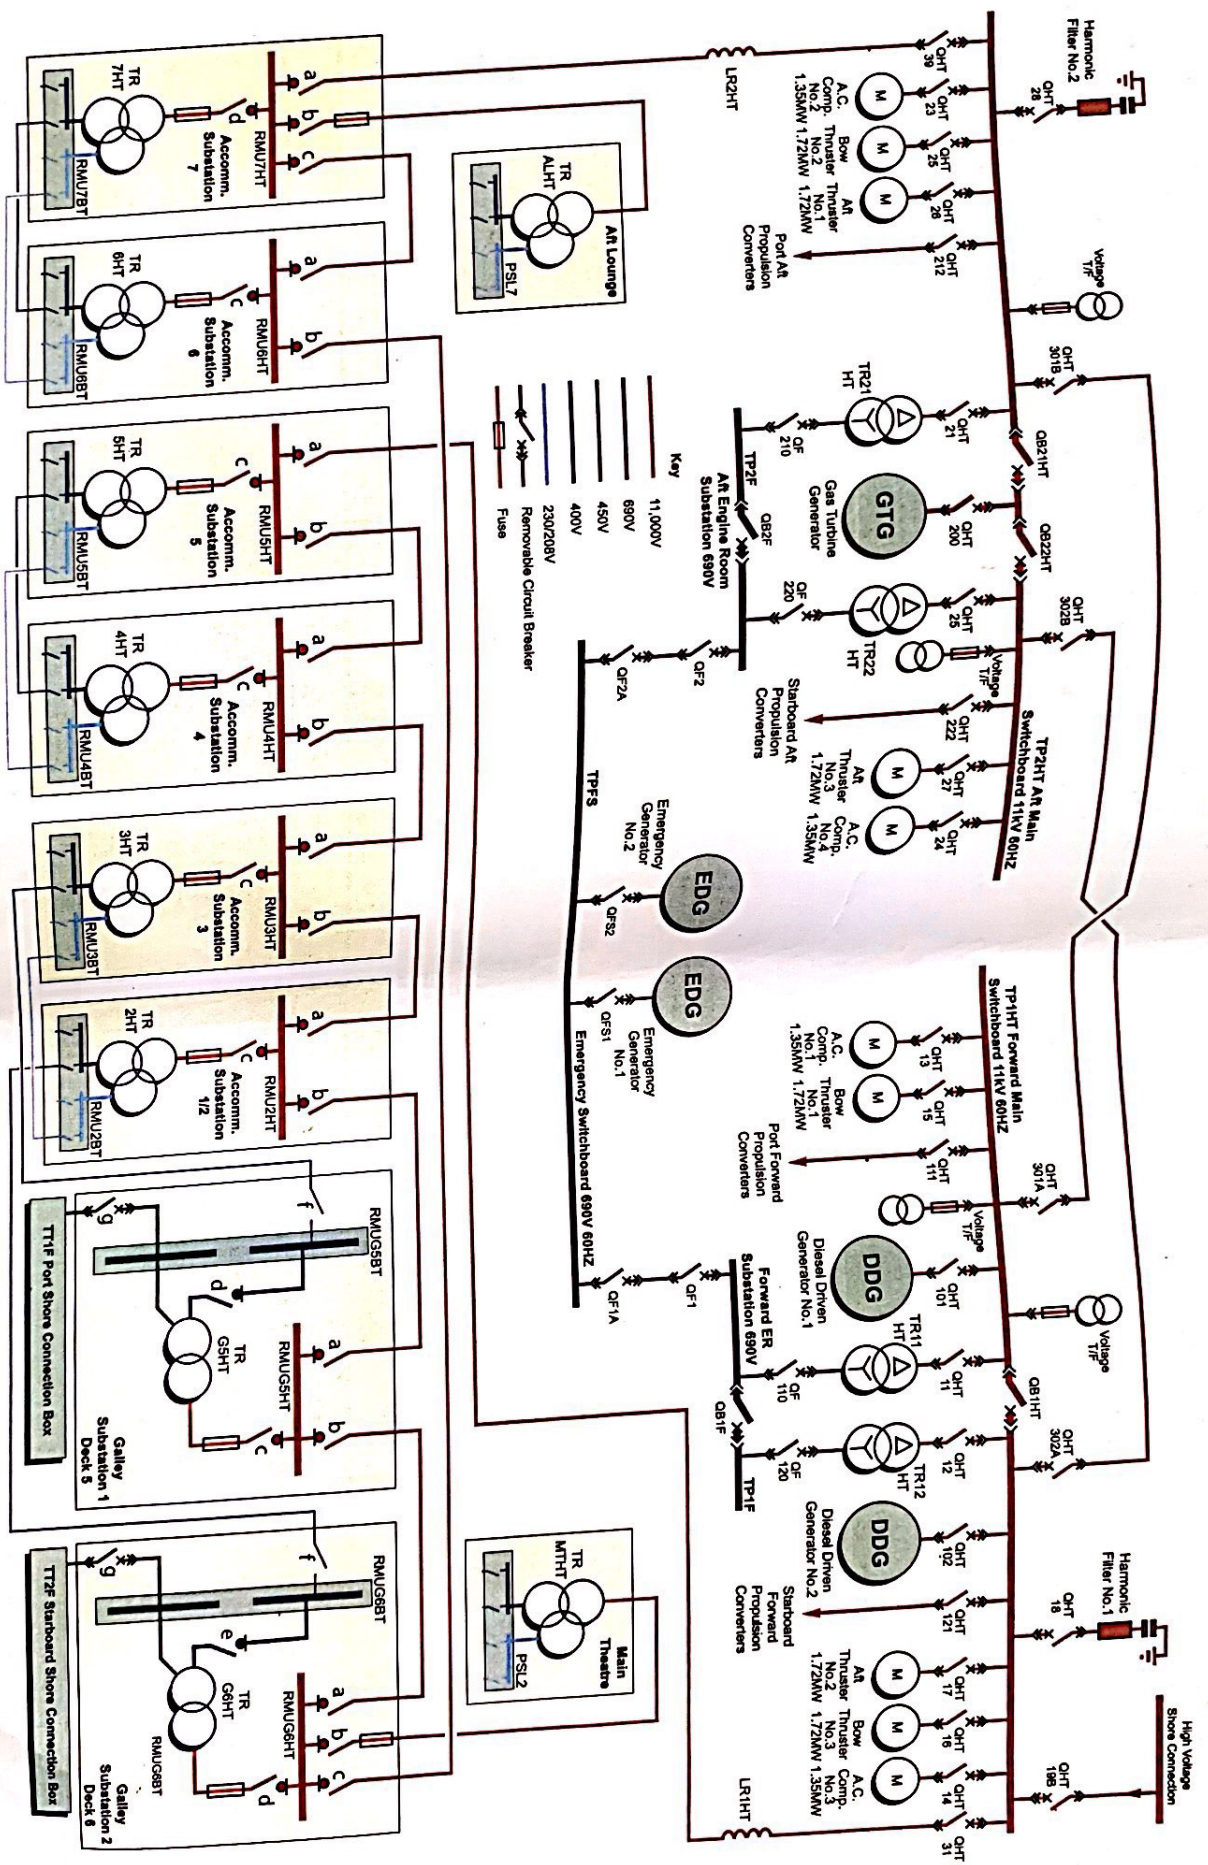 High Voltage
Shore Connection
Harmonic
Filter No.2
Harmonic
Filter No.1
QHT
28
Voltage
T/F
QHT
301B
QHT
302B
QHT
301A
Voltage
T/F
QHT
302A
QHT
18
QHT
19B
QB21HT
QB22HT
TP2HT Aft Main
Switchboard 11kV 60HZ
TP1HT Forward Main
Switchboard 11kV 60HZ
QB1HT
QHT
39
QHT
23
QHT
25
QHT
26
QHT
212
QHT
21
QHT
200
QHT
25
Voltage
T/F
QHT
222
QHT
27
QHT
24
QHT
13
QHT
15
QHT
111
Voltage
T/F
QHT
101
QHT
11
QHT
12
QHT
102
QHT
121
QHT
17
QHT
16
QHT
14
QHT
31
M
M
M
TR21
HT
GTG
TR22
HT
M
M
M
M
DDG
TR11
HT
TR12
HT
DDG
M
M
M
LR2HT
A.C.
Comp.
No.2
1.35MW
Bow
Thruster
No.2
1.72MW
Aft
Thruster
No.1
1.72MW
Port Aft
Propulsion
Converters
Gas Turbine
Generator
Starboard Aft
Propulsion
Converters
Aft
Thruster
No.3
1.72MW
A.C.
Comp.
No.4
1.35MW
A.C.
Comp.
No.1
1.35MW
Bow
Thruster
No.1
1.72MW
Port Forward
Propulsion
Converters
Diesel Driven
Generator No.1
Diesel Driven
Generator No.2
Starboard
Forward
Propulsion
Converters
Aft
Thruster
No.2
1.72MW
Bow
Thruster
No.3
1.72MW
A.C.
Comp.
No.3
1.35MW
LR1HT
QF
210
QB2F
QF
220
TP2F
Aft Engine Room
Substation 690V
QF2
QF2A
Forward ER
Substation 690V
QF
110
QB1F
QF
120
TP1F
QF1
QF1A
Emergency
Generator
No.2
EDG
EDG
Emergency
Generator
No.1
QFS2
QFS1
TPFS
Emergency Switchboard 690V 60HZ
Key
11,000V
690V
450V
400V
230/208V
Removable Circuit Breaker
Fuse
Aft Lounge
TR
ALHT
PSL7
Main
Theatre
TR
MTHT
PSL2
a
b
c
RMU7HT
d
Accomm.
Substation
7
TR
7HT
RMU7BT
a
b
RMU6HT
c
Accomm.
Substation
6
TR
6HT
RMU6BT
a
b
RMU5HT
c
Accomm.
Substation
5
TR
5HT
RMU5BT
a
b
RMU4HT
c
Accomm.
Substation
4
TR
4HT
RMU4BT
a
b
RMU3HT
c
Accomm.
Substation
3
TR
3HT
RMU3BT
a
b
RMU2HT
c
Accomm.
Substation
1/2
TR
2HT
RMU2BT
RMUG5BT
f
a
b
RMUG5HT
c
d
TR
G5HT
g
Galley
Substation 1
Deck 5
TT1F Port Shore Connection Box
RMUG6BT
f
a
b
c
RMUG6HT
d
e
TR
G6HT
RMUG6BT
g
Galley
Substation 2
Deck 6
TT2F Starboard Shore Connection Box